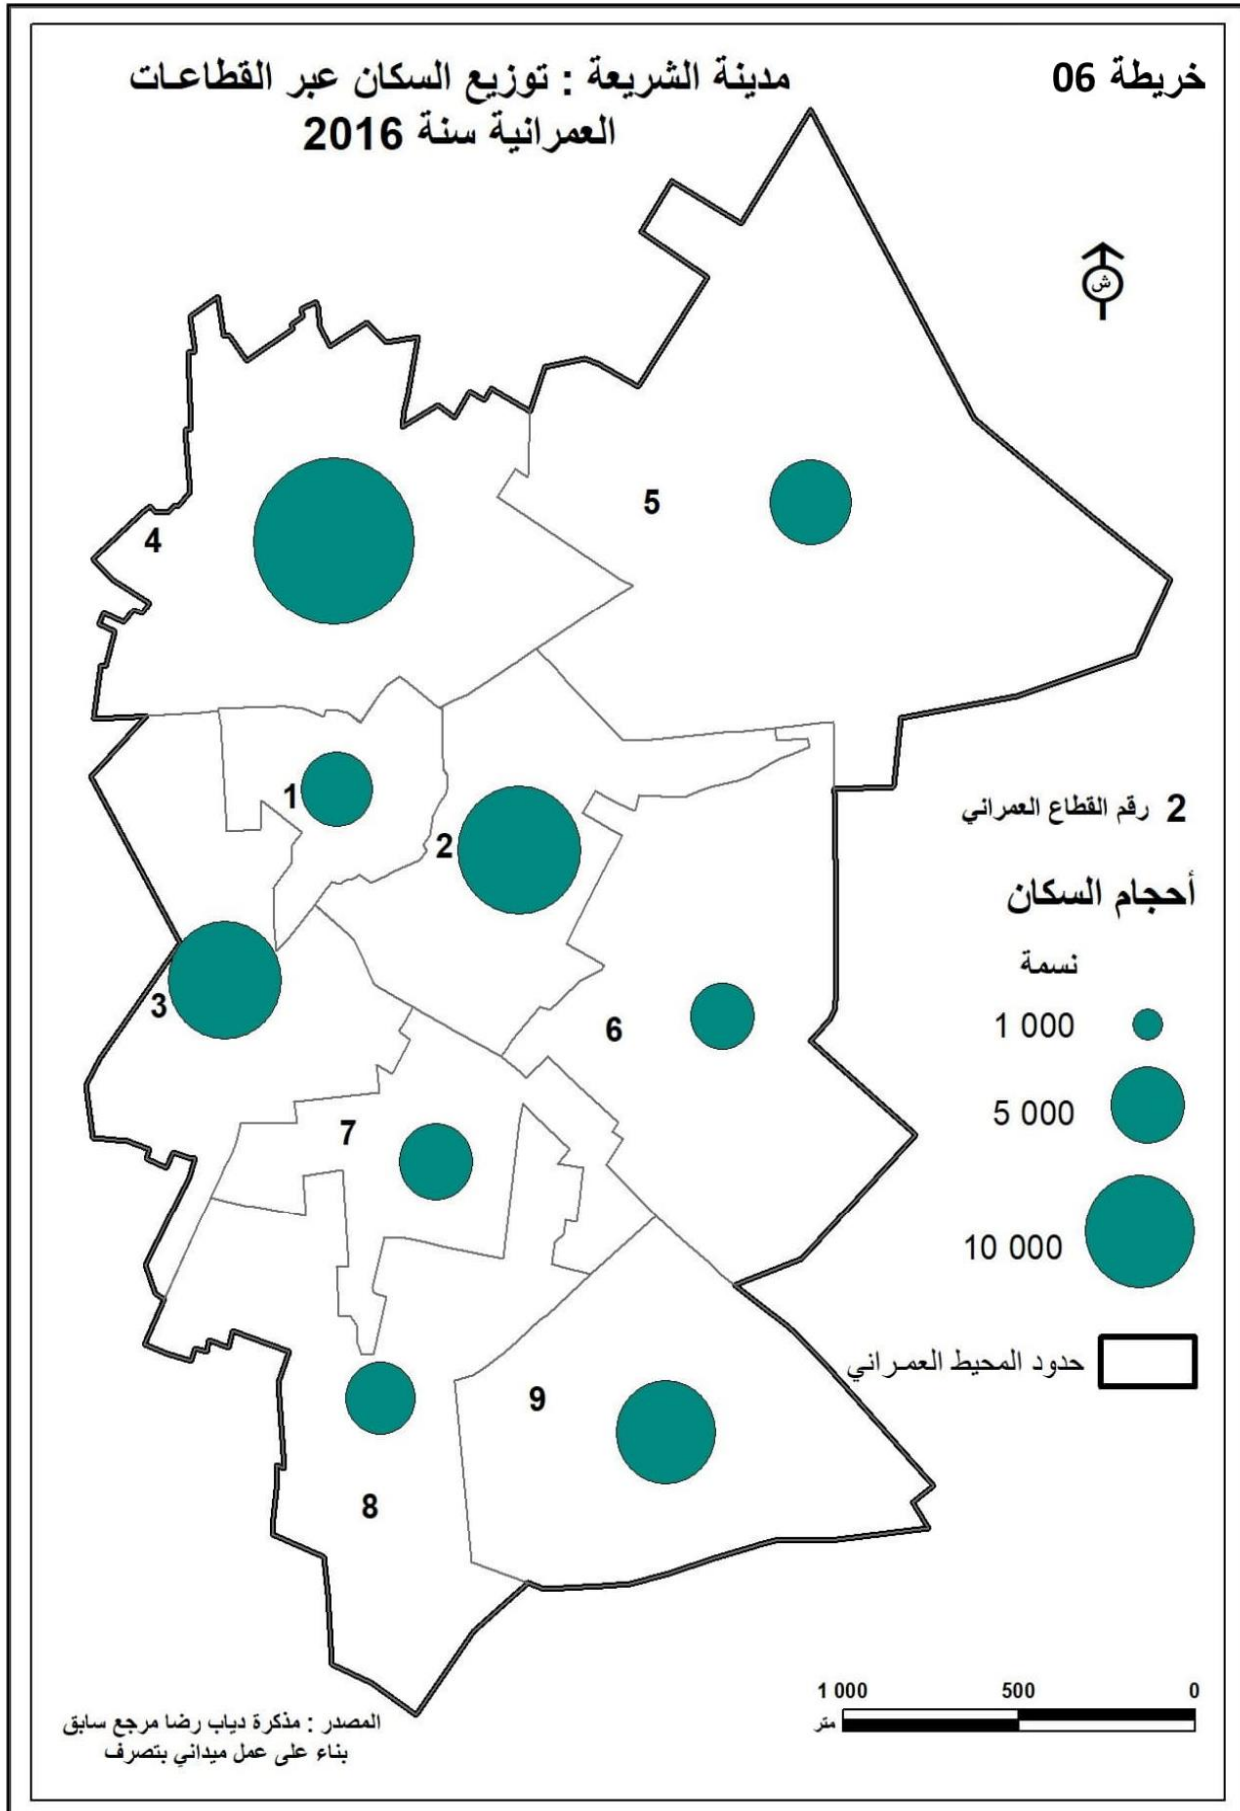 خريطة 06
مدينة الشريعة : توزيع السكان عبر القطاعـات
العمرانية سنة 2016
ش
5
4
1
2
3
6
7
9
8
2 رقم القطاع العمراني
أحجام السكان
نسمة
1 000
5 000
10 000
حدود المحيط العمـراني
1 000 500 0
متر
المصدر : مذكرة دياب رضا مرجع سابق
بناء على عمل ميداني بتصرف